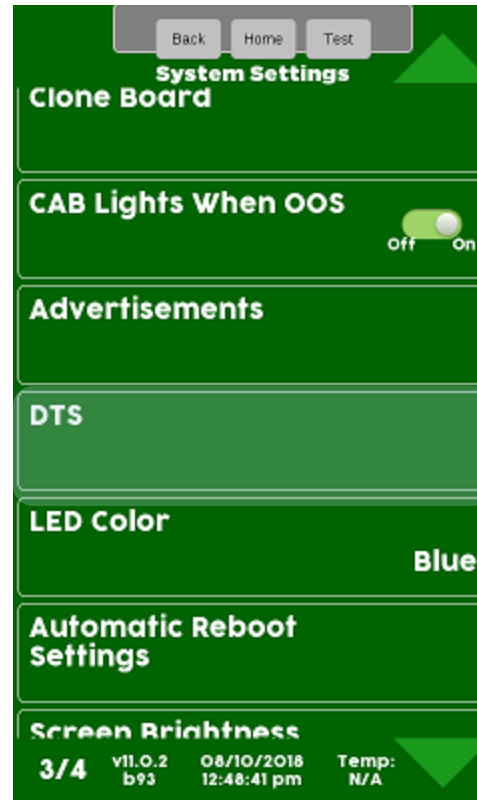 Back Home Test
System Settings
Clone Board
CAB Lights When OOS
Off On
Advertisements
DTS
LED Color
Blue
Automatic Reboot
Settings
Screen Brightness
3/4 v11.0.2 08/10/2018 Temp:
b93 12:48:41 pm N/A